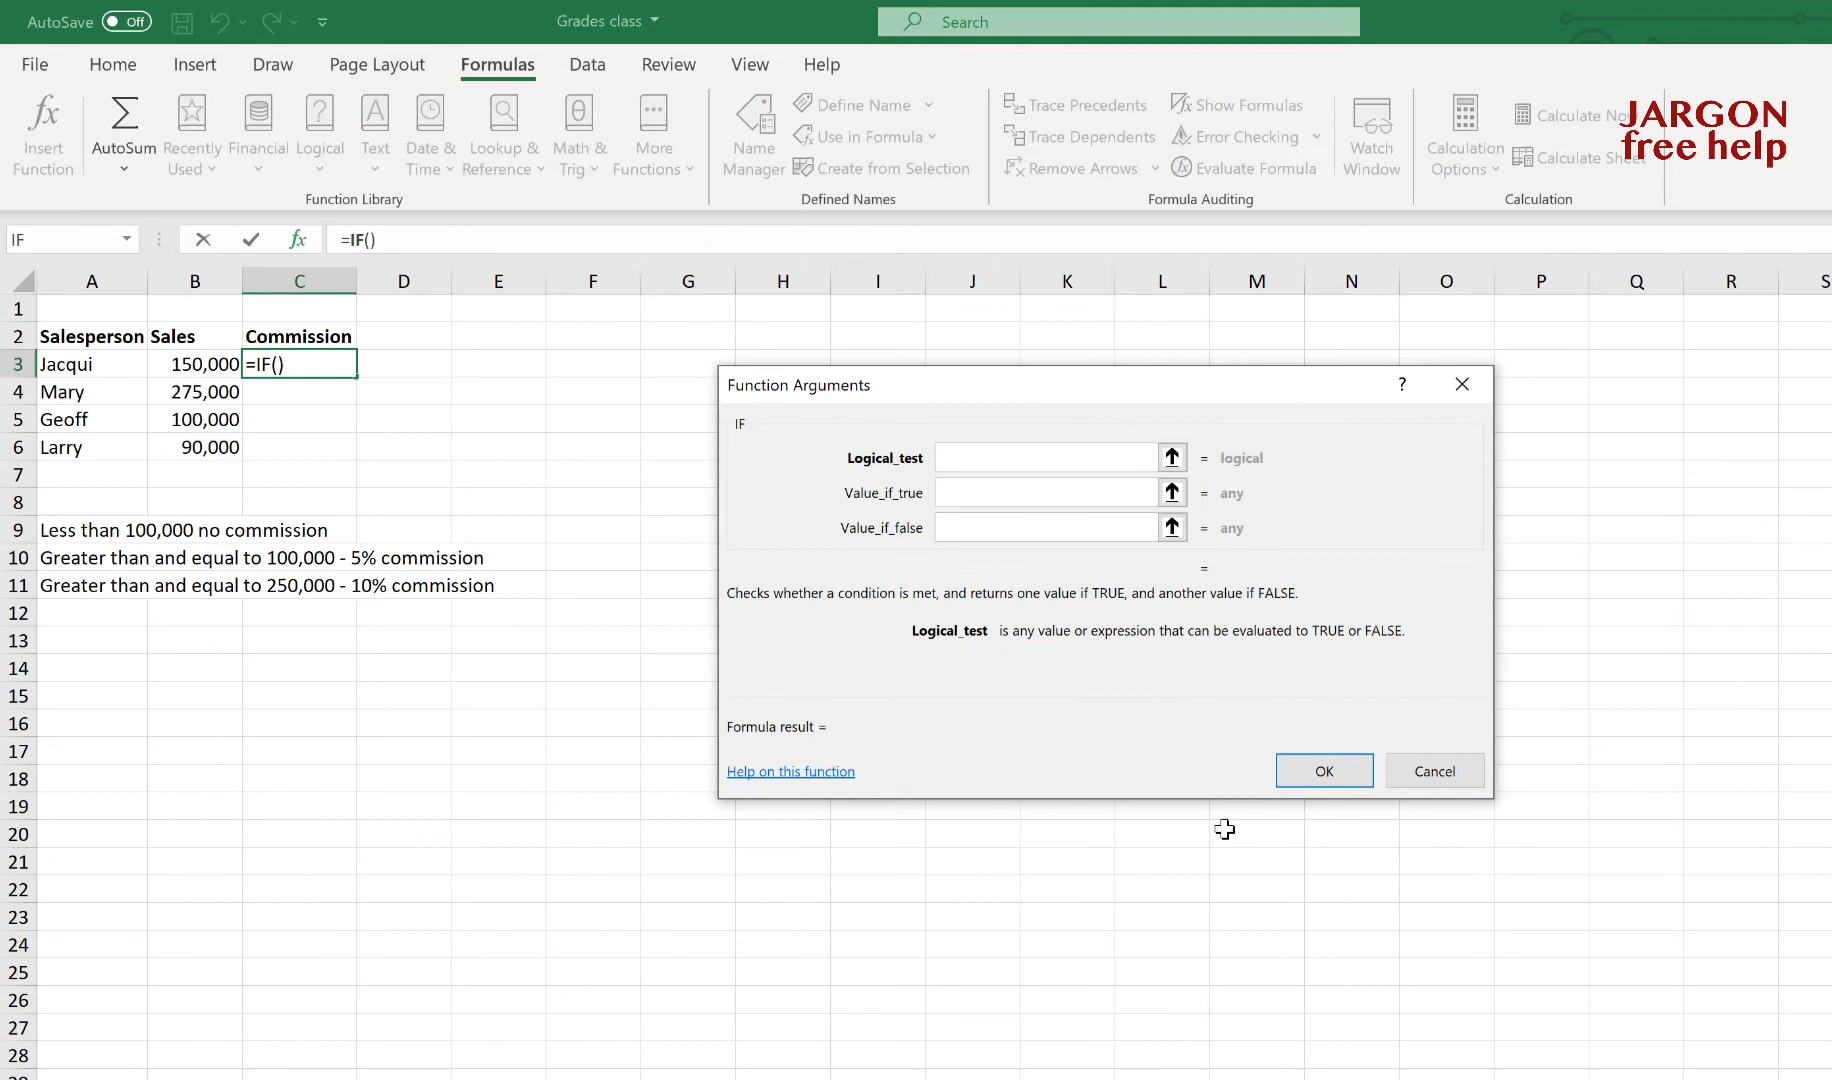 AutoSave Off Grades class Search
File Home Insert Draw Page Layout Formulas Data Review View Help
JARGON
free help
Insert Function
AutoSum
Recently Used
Financial
Logical
Text
Date & Time
Lookup & Reference
Math & Trig
More Functions
Function Library
Name Manager
Define Name
Use in Formula
Create from Selection
Defined Names
Trace Precedents
Trace Dependents
Remove Arrows
Show Formulas
Error Checking
Evaluate Formula
Formula Auditing
Watch Window
Calculation Options
Calculate
Calculate Sheet
Calculation
IF fx =IF()
A B C D E F G H I J K L M N O P Q R S
1
2 Salesperson Sales Commission
3 Jacqui 150,000 =IF()
4 Mary 275,000
5 Geoff 100,000
6 Larry 90,000
7
8
9 Less than 100,000 no commission
10 Greater than and equal to 100,000 - 5% commission
11 Greater than and equal to 250,000 - 10% commission
12
13
14
15
16
17
18
19
20
21
22
23
24
25
26
27
28
Function Arguments ? 
IF
Logical_test = logical
Value_if_true = any
Value_if_false = any
=
Checks whether a condition is met, and returns one value if TRUE, and another value if FALSE.
Logical_test is any value or expression that can be evaluated to TRUE or FALSE.
Formula result =
Help on this function OK Cancel